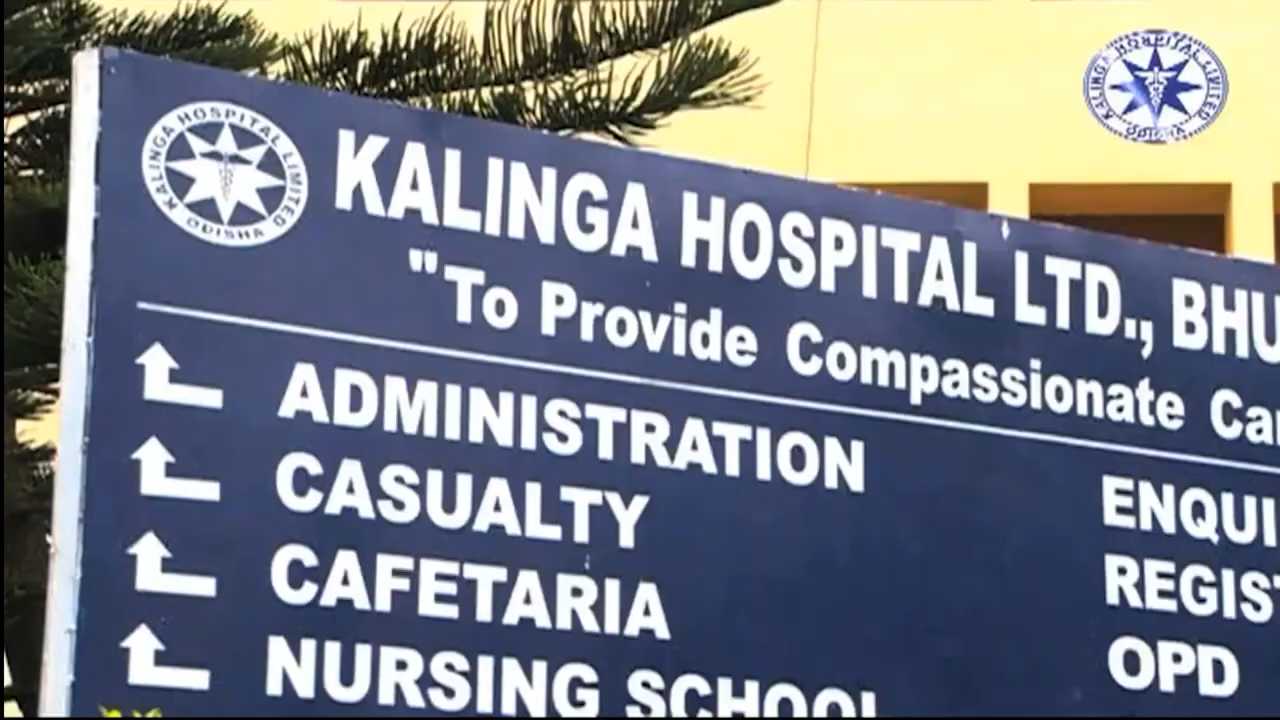 KALINGA HOSPITAL LIMITED
ODISHA
KALINGA HOSPITAL LTD., BHU
"To Provide Compassionate Ca
ADMINISTRATION
CASUALTY
CAFETARIA
NURSING SCHOOL
ENQUI
REGIST
OPD
KALINGA HOSPITAL LIMITED
ODISHA